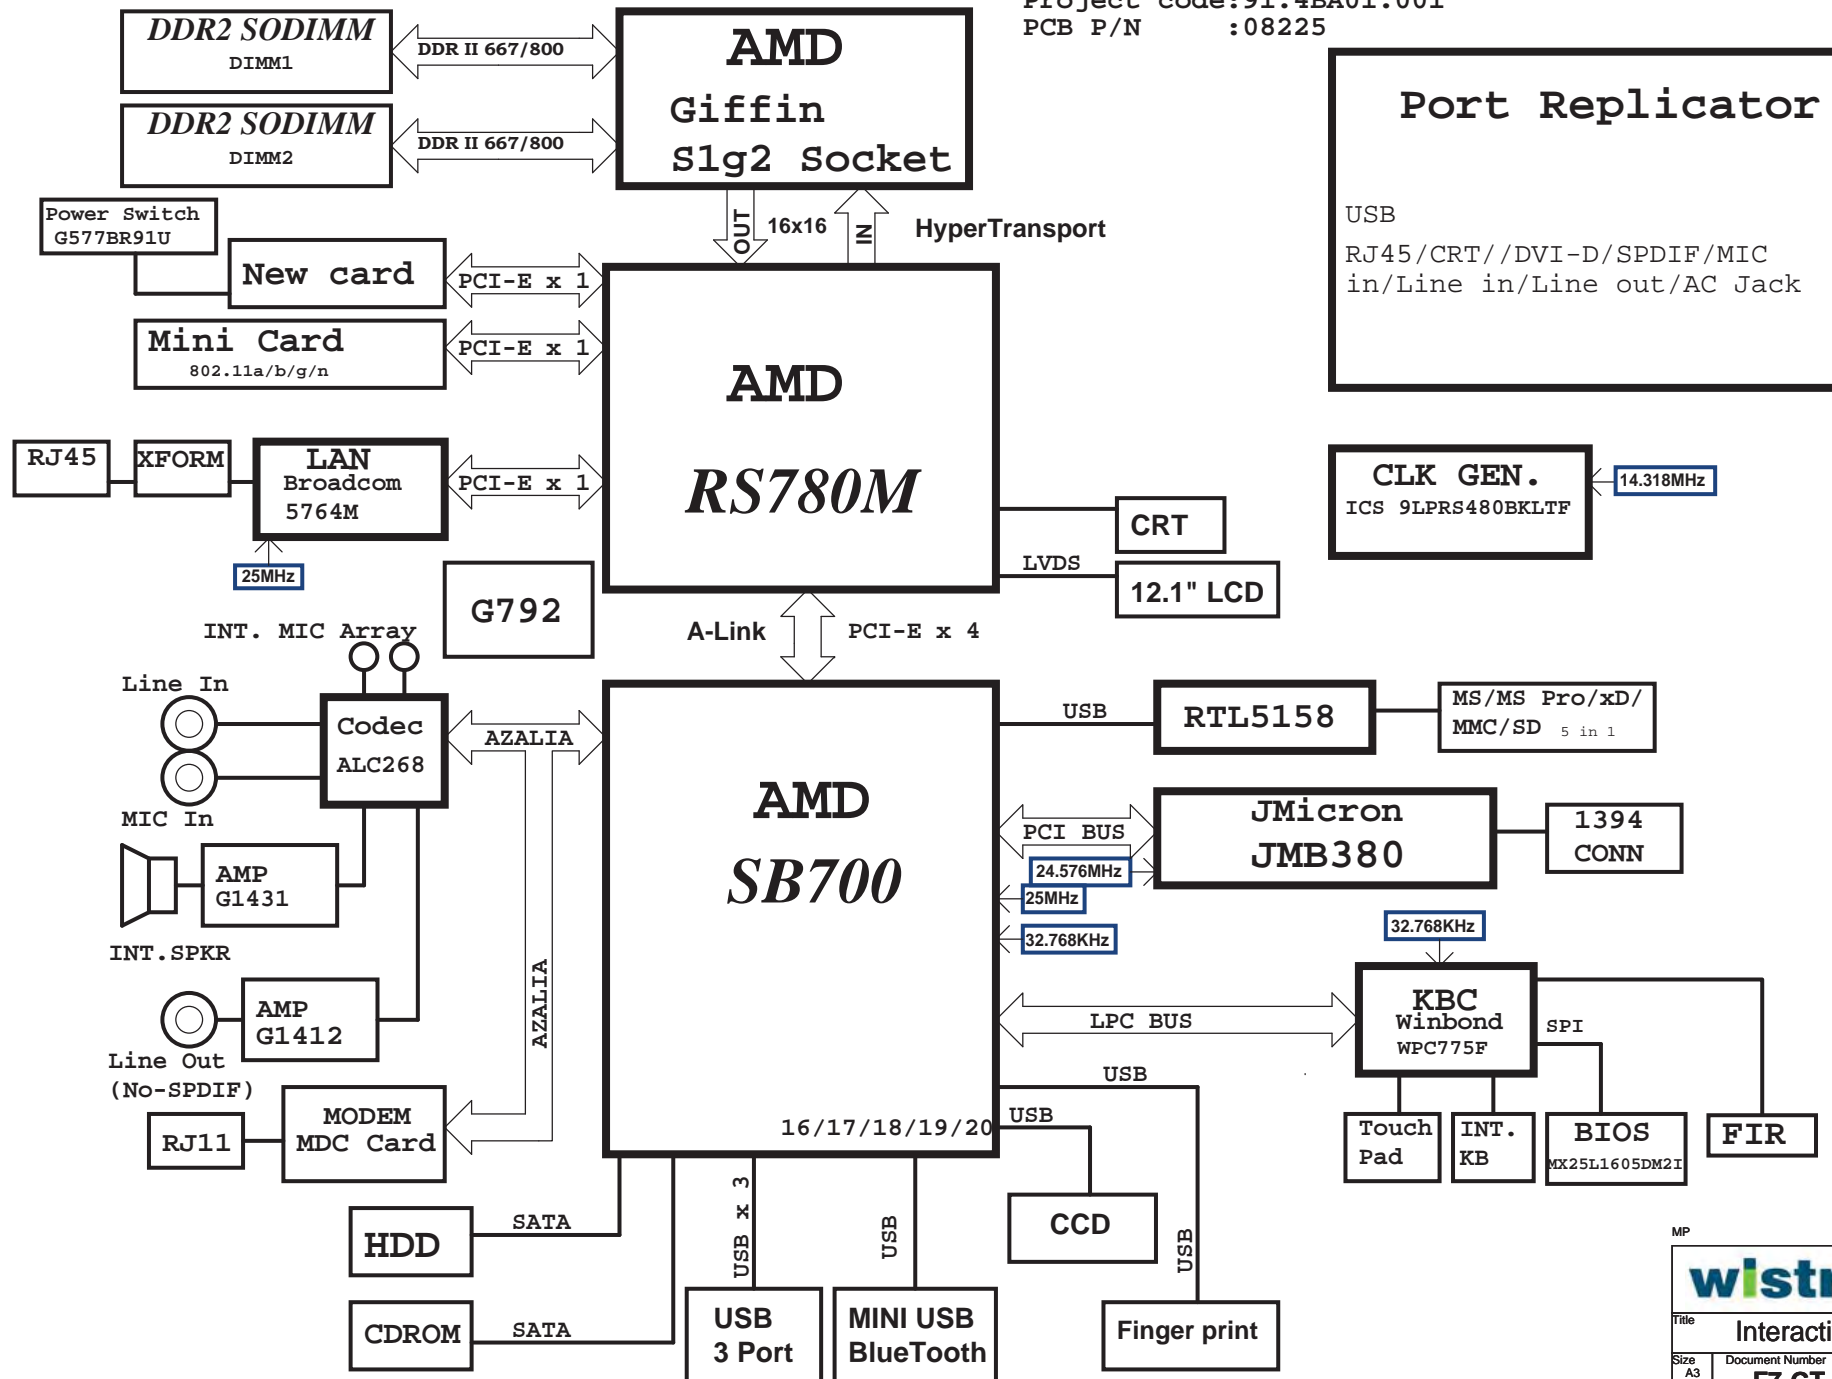 Project code:91.4BA01.001
PCB P/N :08225
DDR2 SODIMM
DIMM1
DDR II 667/800
AMD
Giffin
S1g2 Socket
DDR2 SODIMM
DIMM2
DDR II 667/800
Port Replicator
USB
RJ45/CRT//DVI-D/SPDIF/MIC
in/Line in/Line out/AC Jack
Power Switch
G577BR91U
OUT
16x16
IN
HyperTransport
New card
PCI-E x 1
Mini Card
802.11a/b/g/n
PCI-E x 1
AMD
RS780M
RJ45
XFORM
LAN
Broadcom
5764M
PCI-E x 1
25MHz
CLK GEN.
ICS 9LPRS480BKLTF
14.318MHz
CRT
LVDS
12.1" LCD
G792
A-Link
PCI-E x 4
INT. MIC Array
Line In
Codec
ALC268
MIC In
AZALIA
AZALIA
AMP
G1431
INT.SPKR
AMP
G1412
Line Out
(No-SPDIF)
RJ11
MODEM
MDC Card
AMD
SB700
16/17/18/19/20
USB
RTL5158
MS/MS Pro/xD/
MMC/SD 5 in 1
PCI BUS
JMicron
JMB380
1394
CONN
24.576MHz
25MHz
32.768KHz
32.768KHz
LPC BUS
KBC
Winbond
WPC775F
SPI
Touch
Pad
INT.
KB
BIOS
MX25L1605DM2I
FIR
USB
USB
HDD
SATA
CDROM
SATA
USB x 3
USB
3 Port
USB
MINI USB
BlueTooth
CCD
USB
Finger print
MP
wistr
Title
Interacti
Size
A3
Document Number